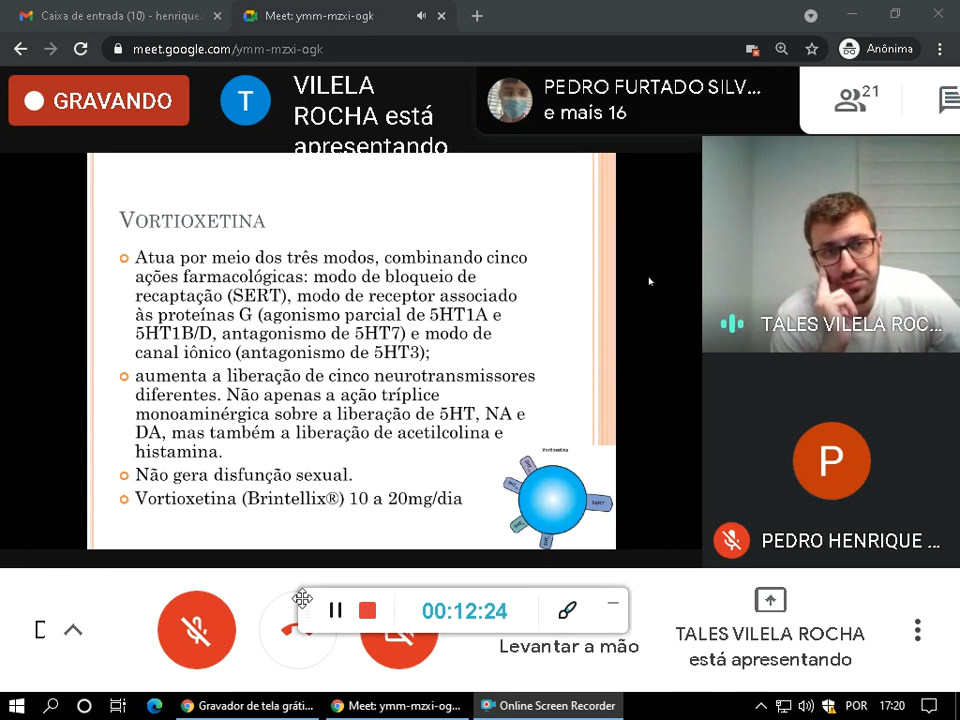 Caixa de entrada (10) - henrique.
Meet: ymm-mzxi-ogk
meet.google.com/ymm-mzxi-ogk
Anônima
GRAVANDO
T
VILELA
ROCHA está
apresentando
PEDRO FURTADO SILV...
e mais 16
21
VORTIOXETINA
Atua por meio dos três modos, combinando cinco
ações farmacológicas: modo de bloqueio de
recaptação (SERT), modo de receptor associado
às proteínas G (agonismo parcial de 5HT1A e
5HT1B/D, antagonismo de 5HT7) e modo de
canal iônico (antagonismo de 5HT3);
aumenta a liberação de cinco neurotransmissores
diferentes. Não apenas a ação tríplice
monoaminérgica sobre a liberação de 5HT, NA e
DA, mas também a liberação de acetilcolina e
histamina.
Não gera disfunção sexual.
Vortioxetina (Brintellix®) 10 a 20mg/dia
Vortioxetina
SERT
TALES VILELA ROC...
P
PEDRO HENRIQUE ...
00:12:24
Levantar a mão
TALES VILELA ROCHA
está apresentando
Gravador de tela gráti...
Meet: ymm-mzxi-og...
Online Screen Recorder
POR
17:20